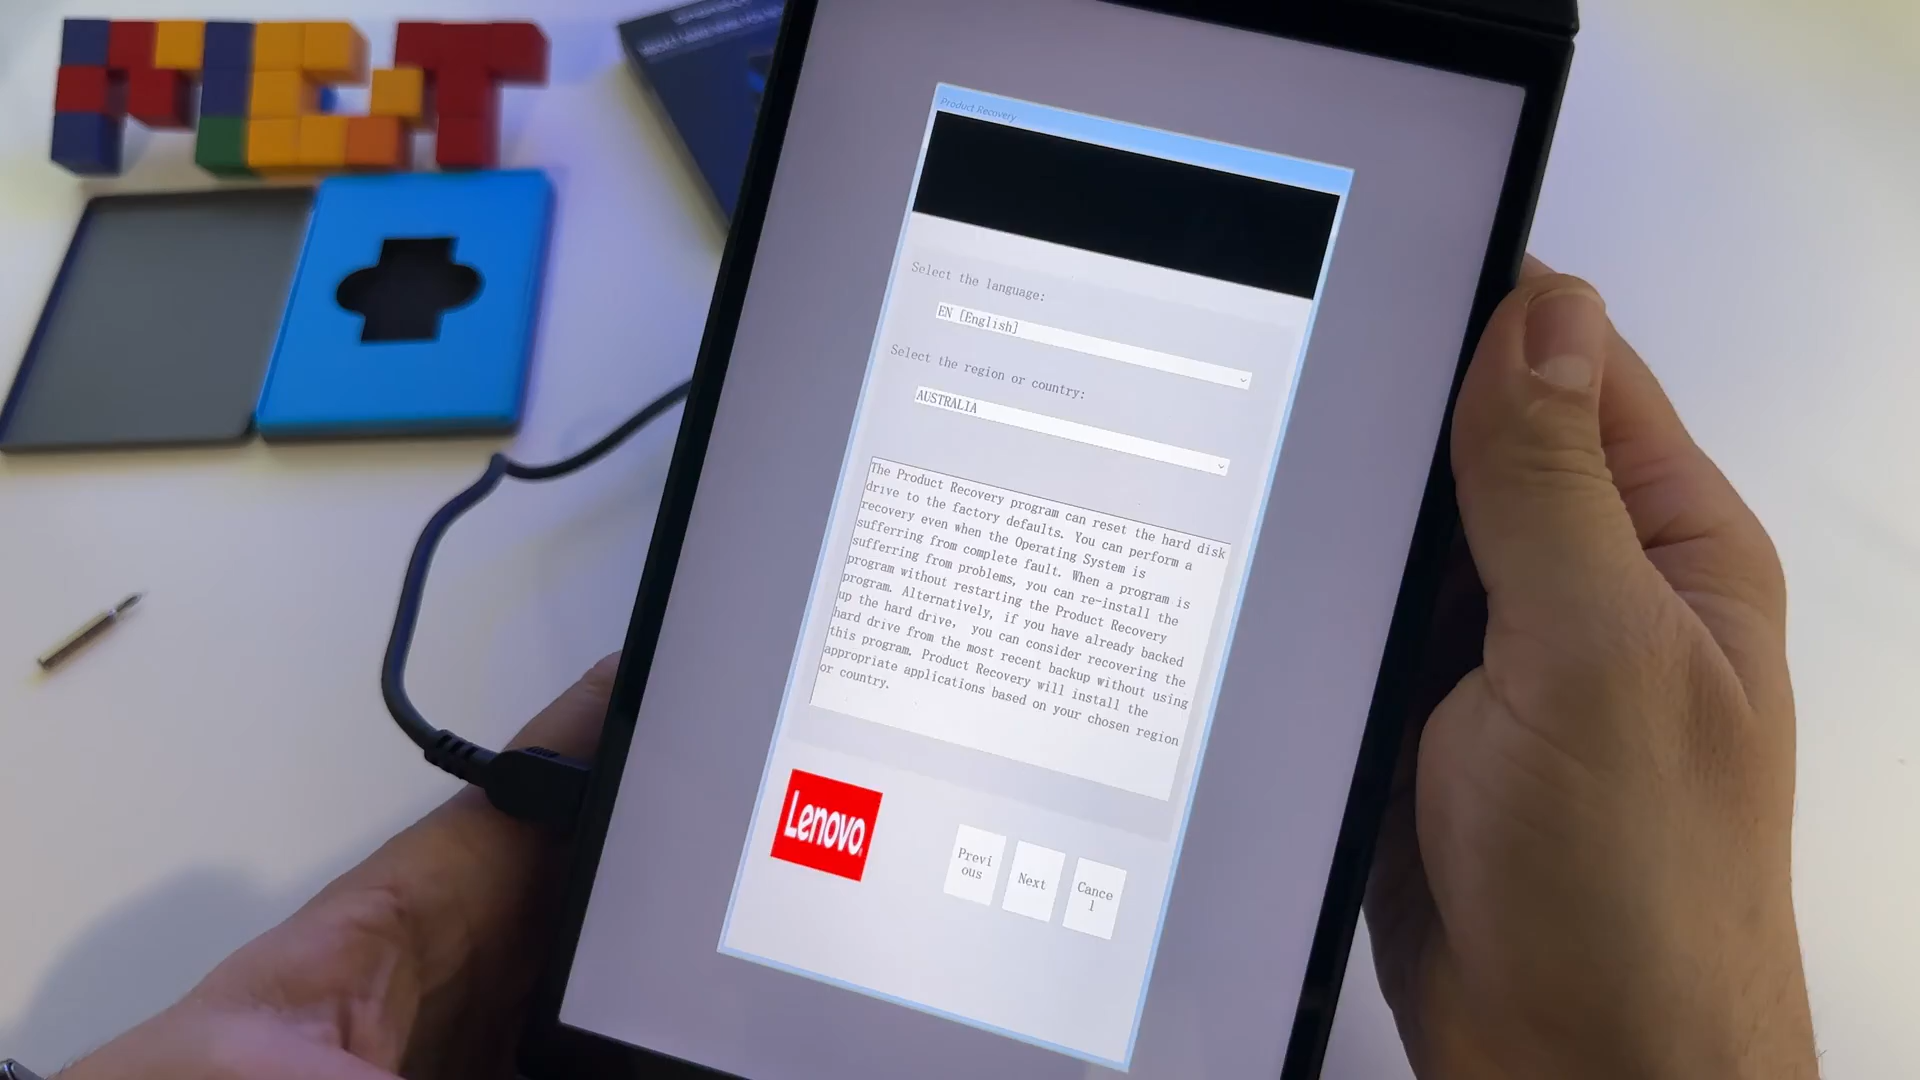 Product Recovery
Select the language:
EN [English]
Select the region or country:
AUSTRALIA
The Product Recovery program can reset the hard disk
drive to the factory defaults. You can perform a
recovery even when the Operating System is
sufferring from complete fault. When a program is
sufferring from problems, you can re-install the
program without restarting the Product Recovery
program. Alternatively, if you have already backed
up the hard drive, you can consider recovering the
hard drive from the most recent backup without using
this program. Product Recovery will install the
appropriate applications based on your chosen region
or country.
Lenovo
Previ
ous
Next
Cance
l